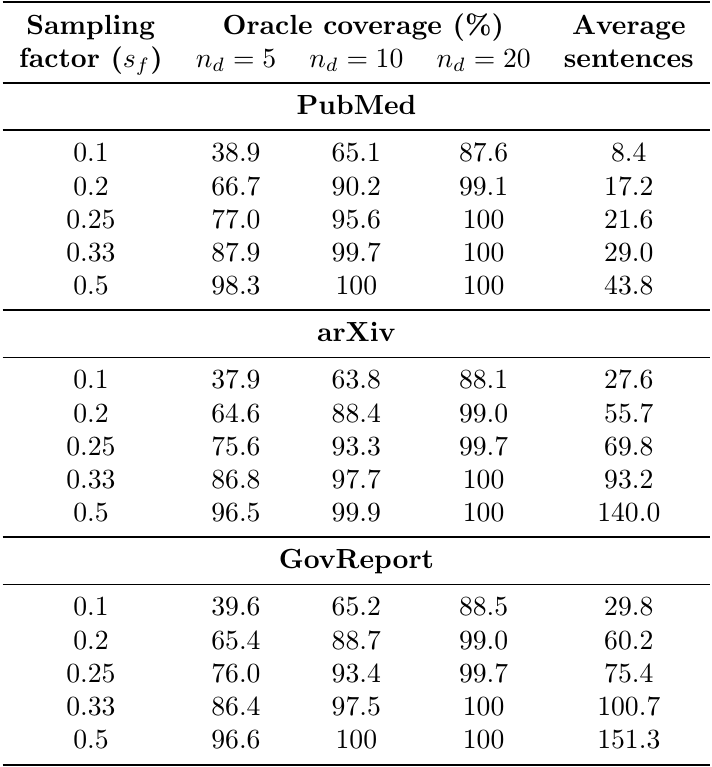 Sampling Oracle coverage (%) Average
factor (s_f) n_d = 5 n_d = 10 n_d = 20 sentences
PubMed
0.1 38.9 65.1 87.6 8.4
0.2 66.7 90.2 99.1 17.2
0.25 77.0 95.6 100 21.6
0.33 87.9 99.7 100 29.0
0.5 98.3 100 100 43.8
arXiv
0.1 37.9 63.8 88.1 27.6
0.2 64.6 88.4 99.0 55.7
0.25 75.6 93.3 99.7 69.8
0.33 86.8 97.7 100 93.2
0.5 96.5 99.9 100 140.0
GovReport
0.1 39.6 65.2 88.5 29.8
0.2 65.4 88.7 99.0 60.2
0.25 76.0 93.4 99.7 75.4
0.33 86.4 97.5 100 100.7
0.5 96.6 100 100 151.3